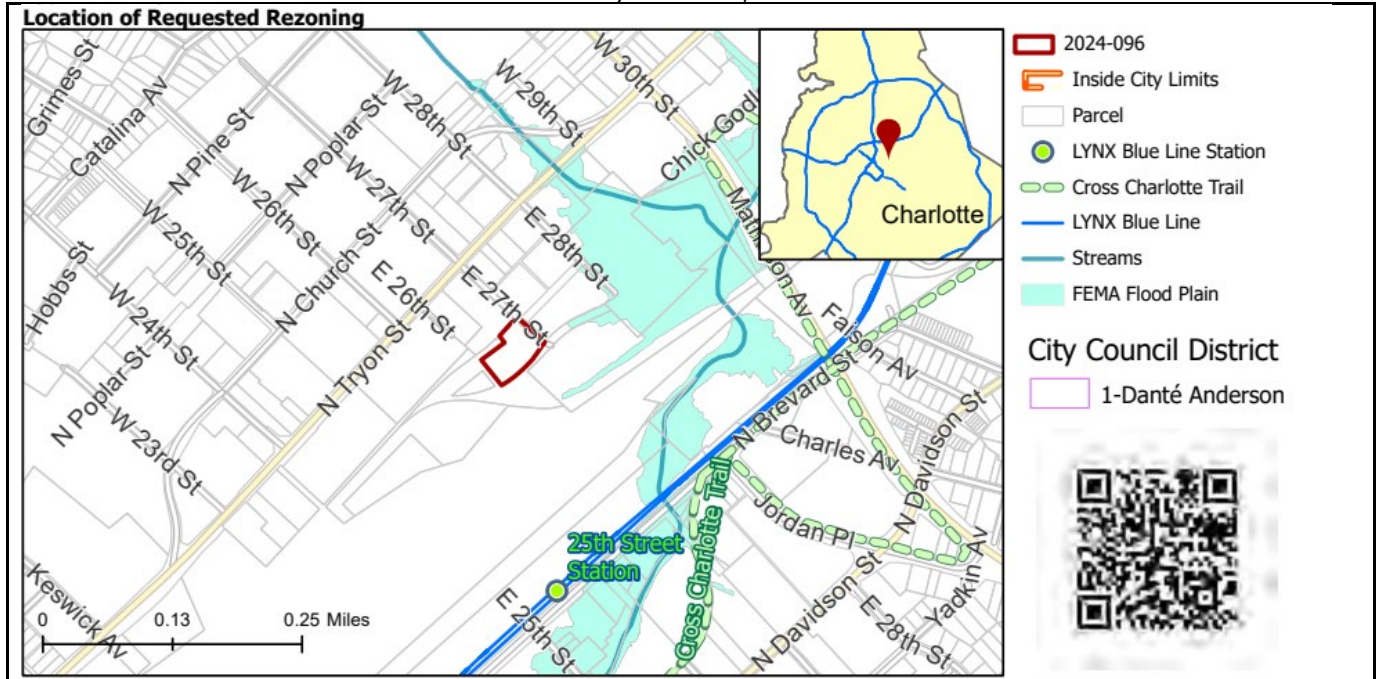 Location of Requested Rezoning
Grimes St
Catalina Av
N Pine St
N Poplar St
W 28th St
W 29th St
W 30th St
Chick Godl
W 27th St
W 26th St
W 25th St
Hobbs St
W 24th St
N Poplar St
W 23rd St
N Church St
E 26th St
E 27th St
E 28th St
N Tryon St
Keswick Av
Farson Av
N Brevard St
Charles Av
N Davidson St
Jordan Pl
Yadkin Av
N Davidson St
E 28th St
E 25th St
25th Street
Station
Cross Charlotte Trail
0 0.13 0.25 Miles
Charlotte
2024-096
Inside City Limits
Parcel
LYNX Blue Line Station
Cross Charlotte Trail
LYNX Blue Line
Streams
FEMA Flood Plain
City Council District
1-Danté Anderson